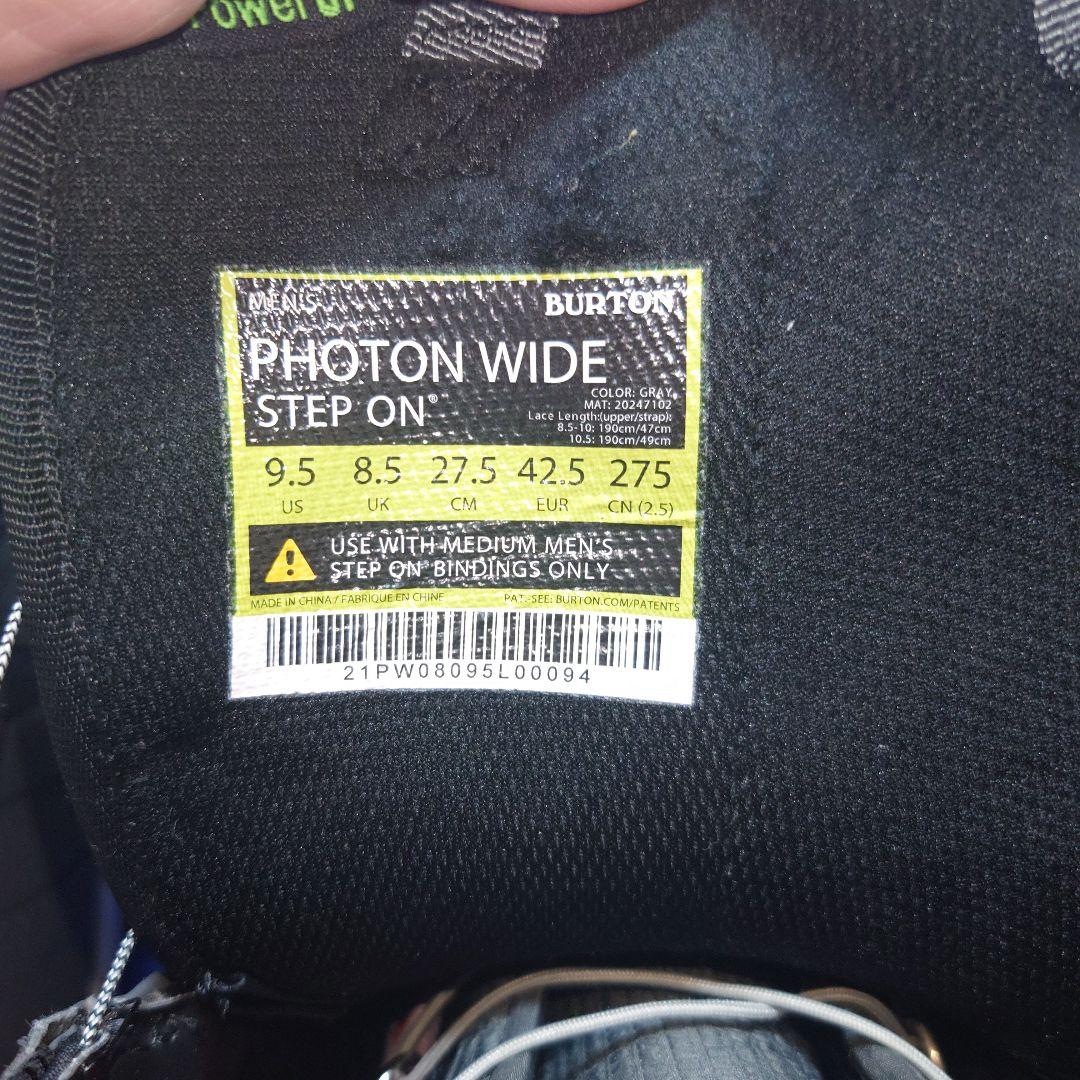 Power of
MEN'S BURTON
PHOTON WIDE
STEP ON®
COLOR: GRAY
MAT: 20247102
Lace Length:(upper/strap):
8.5-10: 190cm/47cm
10.5: 190cm/49cm
9.5 8.5 27.5 42.5 275
US UK CM EUR CN (2.5)
USE WITH MEDIUM MEN'S
STEP ON® BINDINGS ONLY
MADE IN CHINA / FABRIQUE EN CHINE PAT.-SEE: BURTON.COM/PATENTS
21PW08095L00094